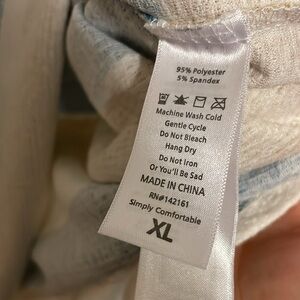 95% Polyester
5% Spandex
Machine Wash Cold
Gentle Cycle
Do Not Bleach
Hang Dry
Do Not Iron
Or You'll Be Sad
MADE IN CHINA
RN#142161
Simply Comfortable
XL